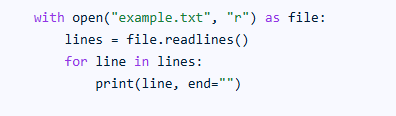 with open("example.txt", "r") as file:
    lines = file.readlines()
    for line in lines:
        print(line, end="")